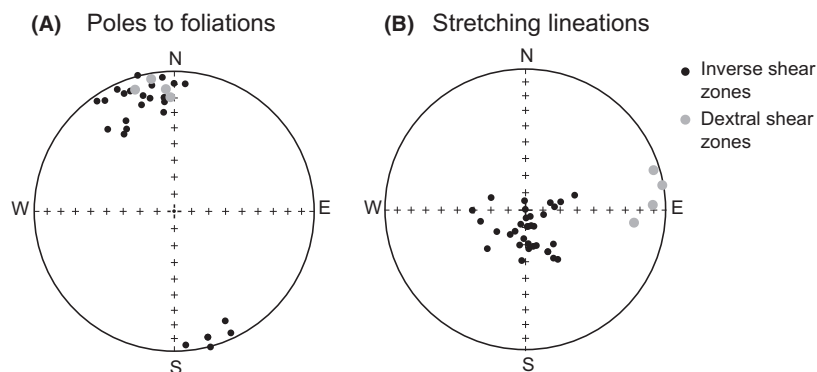 (A) Poles to foliations
(B) Stretching lineations
N
N
Inverse shear
zones
Dextral shear
zones
W
E
W
E
S
S